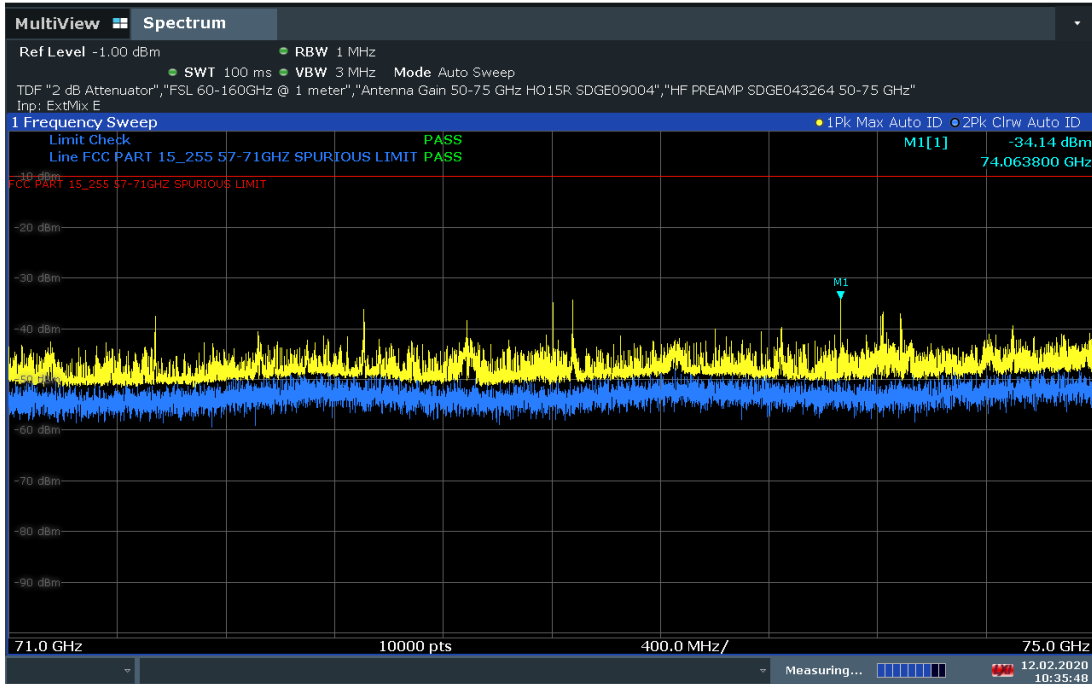 MultiView Spectrum
Ref Level -1.00 dBm RBW 1 MHz
SWT 100 ms VBW 3 MHz Mode Auto Sweep
TDF "2 dB Attenuator","FSL 60-160GHz @ 1 meter","Antenna Gain 50-75 GHz HO15R SDGE09004","HF PREAMP SDGE043264 50-75 GHz"
Inp: ExtMix E
1 Frequency Sweep 1Pk Max Auto ID 2Pk Clrw Auto ID
Limit Check PASS M1[1] -34.14 dBm
Line FCC PART 15_255 57-71GHZ SPURIOUS LIMIT PASS 74.063800 GHz
-10 dBm
FCC PART 15_255 57-71GHZ SPURIOUS LIMIT
-20 dBm
-30 dBm
M1
-40 dBm
-60 dBm
-70 dBm
-80 dBm
-90 dBm
71.0 GHz 10000 pts 400.0 MHz/ 75.0 GHz
Measuring... 12.02.2020
10:35:46